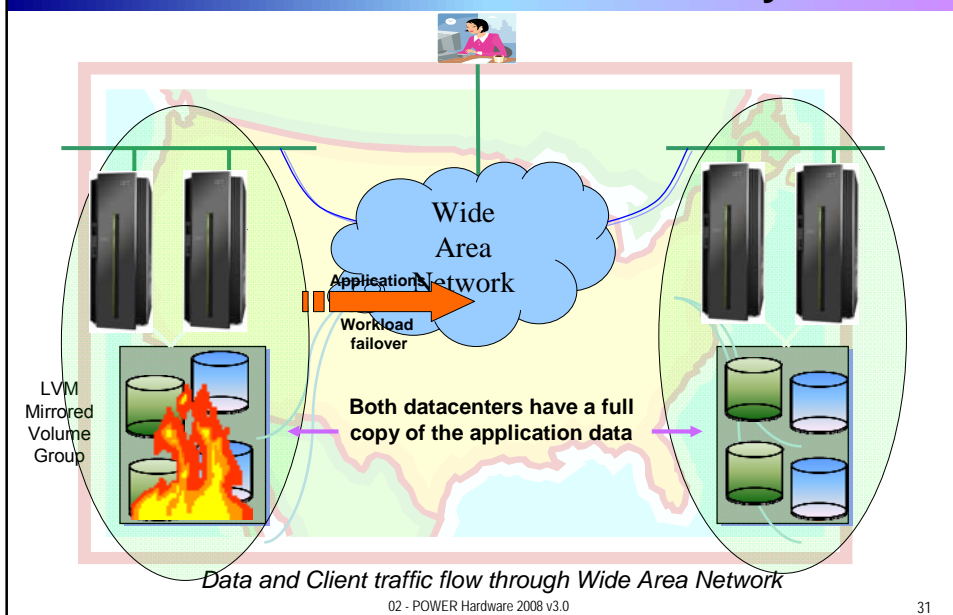 Wide
Area
Network
Applications
Workload
failover
LVM
Mirrored
Volume
Group
Both datacenters have a full
copy of the application data
Data and Client traffic flow through Wide Area Network
02 - POWER Hardware 2008 v3.0
31